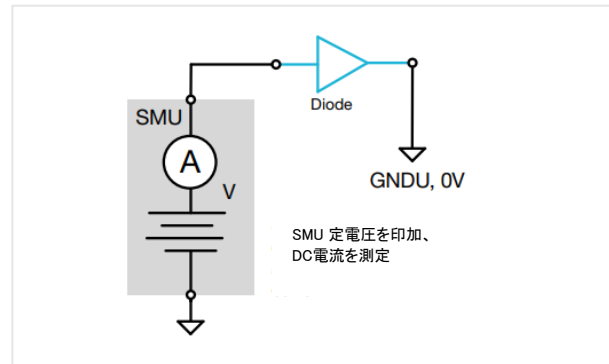 SMU
A
V
Diode
GNDU, 0V
SMU 定電圧を印加、
DC電流を測定